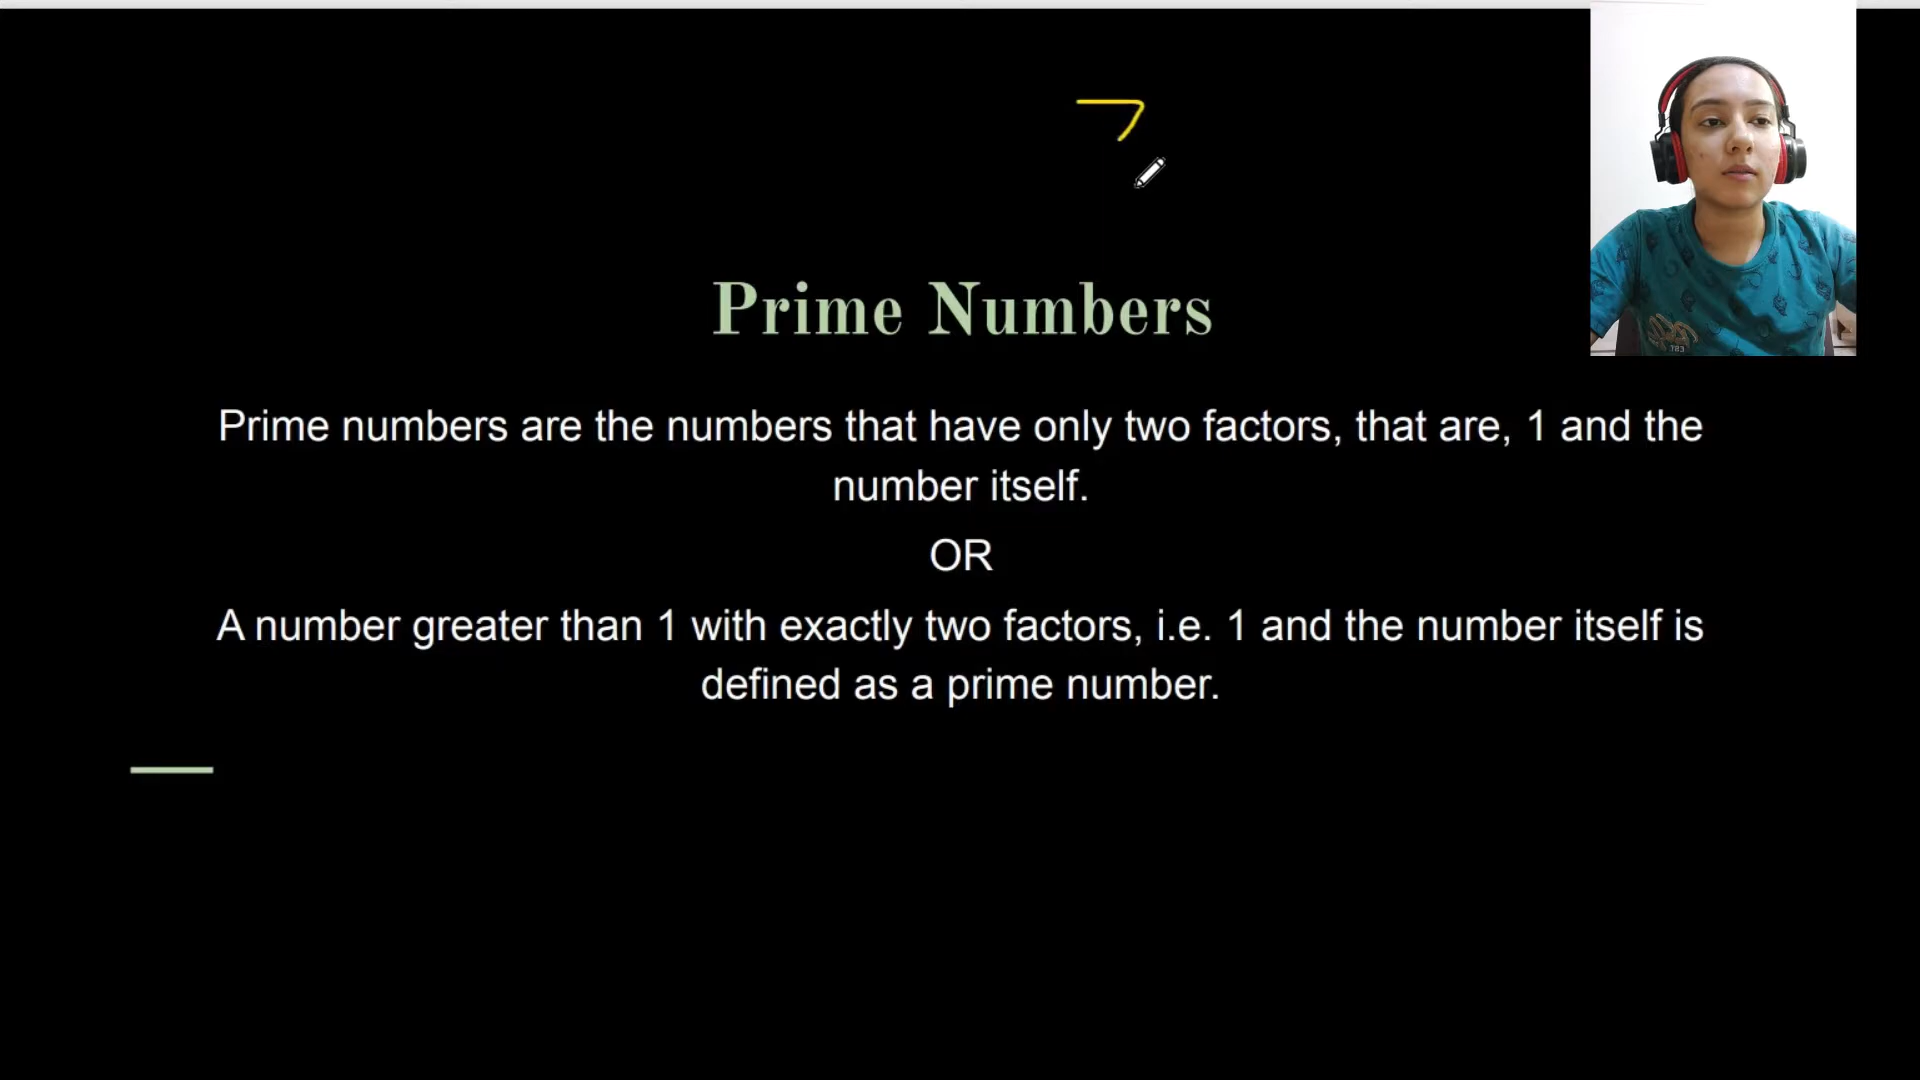 Prime Numbers
Prime numbers are the numbers that have only two factors, that are, 1 and the
number itself.
OR
A number greater than 1 with exactly two factors, i.e. 1 and the number itself is
defined as a prime number.